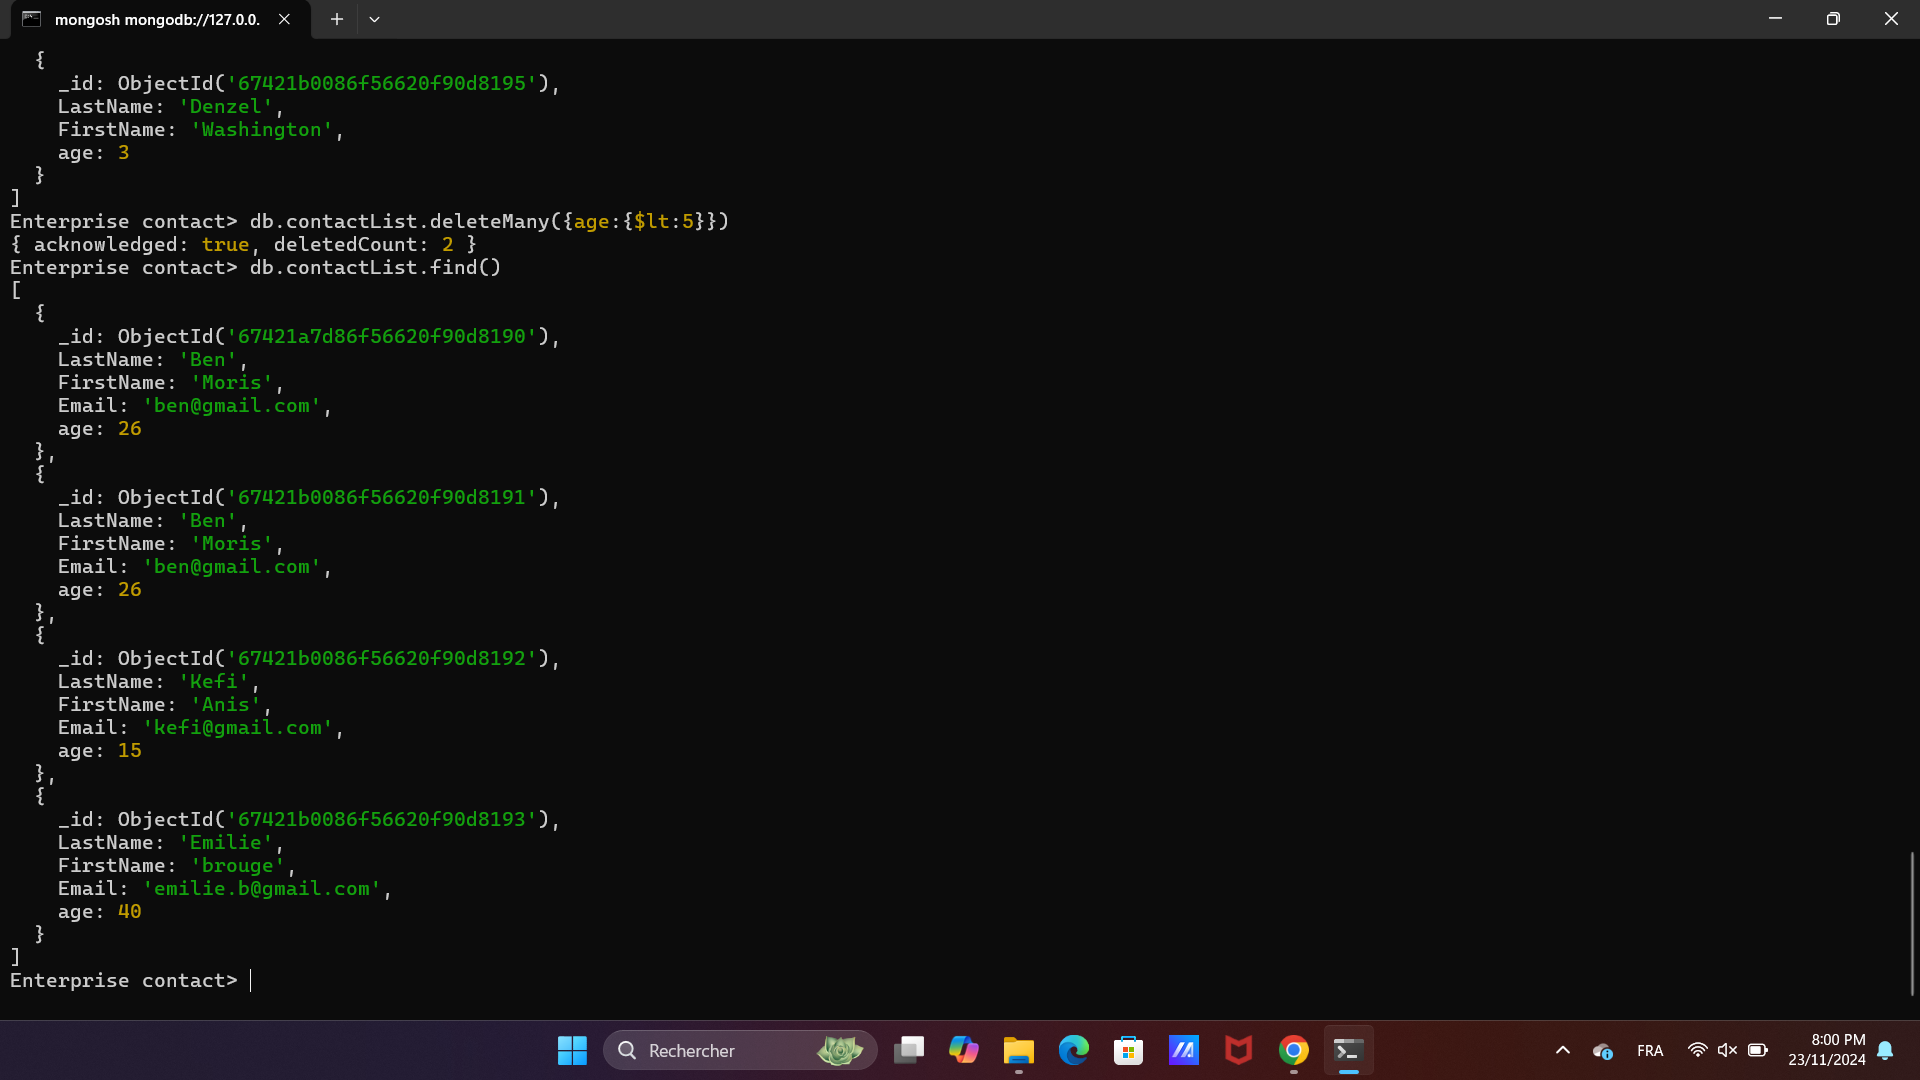 mongosh mongodb://127.0.0.
  {
    _id: ObjectId('67421b0086f56620f90d8195'),
    LastName: 'Denzel',
    FirstName: 'Washington',
    age: 3
  }
]
Enterprise contact> db.contactList.deleteMany({age:{$lt:5}})
{ acknowledged: true, deletedCount: 2 }
Enterprise contact> db.contactList.find()
[
  {
    _id: ObjectId('67421a7d86f56620f90d8190'),
    LastName: 'Ben',
    FirstName: 'Moris',
    Email: 'ben@gmail.com',
    age: 26
  },
  {
    _id: ObjectId('67421b0086f56620f90d8191'),
    LastName: 'Ben',
    FirstName: 'Moris',
    Email: 'ben@gmail.com',
    age: 26
  },
  {
    _id: ObjectId('67421b0086f56620f90d8192'),
    LastName: 'Kefi',
    FirstName: 'Anis',
    Email: 'kefi@gmail.com',
    age: 15
  },
  {
    _id: ObjectId('67421b0086f56620f90d8193'),
    LastName: 'Emilie',
    FirstName: 'brouge',
    Email: 'emilie.b@gmail.com',
    age: 40
  }
]
Enterprise contact>
Rechercher
FRA
8:00 PM
23/11/2024